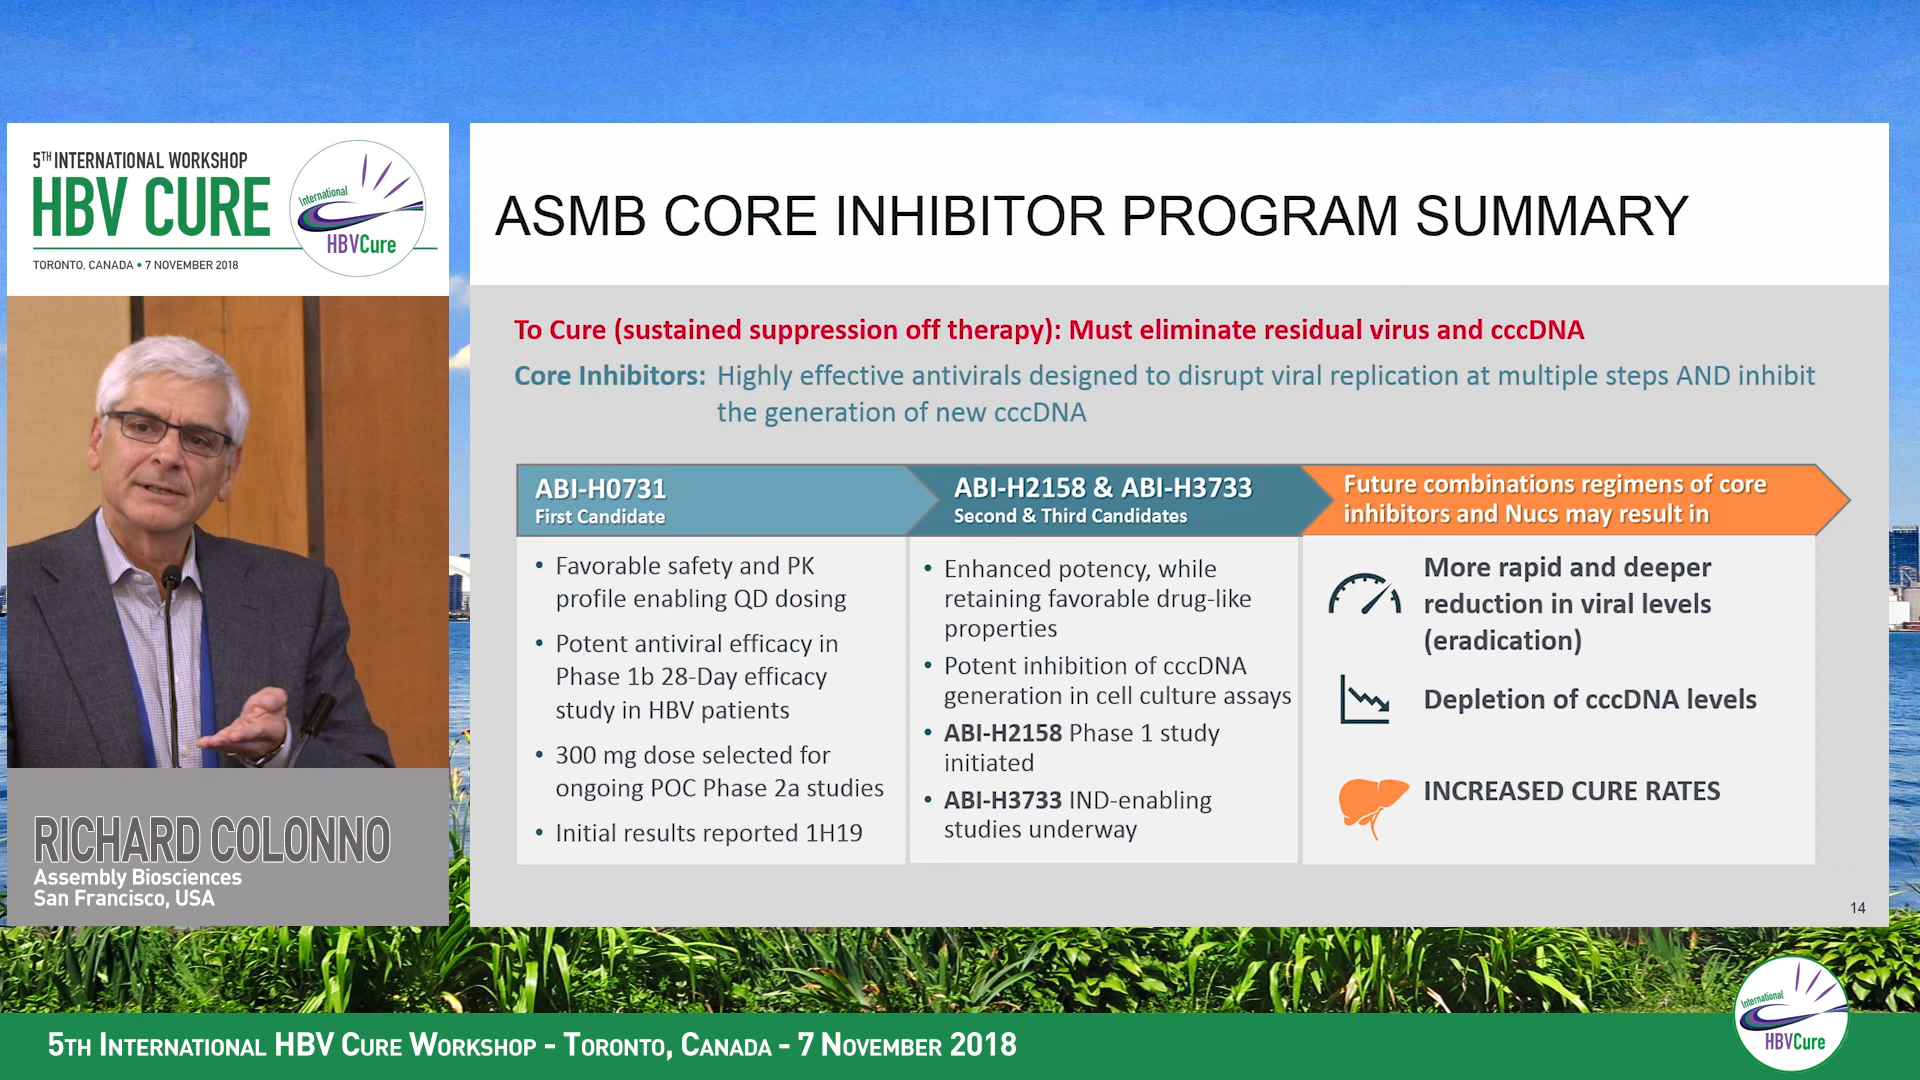 5TH INTERNATIONAL WORKSHOP
HBV CURE
TORONTO, CANADA • 7 NOVEMBER 2018
International
HBVCure
RICHARD COLONNO
Assembly Biosciences
San Francisco, USA
ASMB CORE INHIBITOR PROGRAM SUMMARY
To Cure (sustained suppression off therapy): Must eliminate residual virus and cccDNA
Core Inhibitors: Highly effective antivirals designed to disrupt viral replication at multiple steps AND inhibit
the generation of new cccDNA
ABI-H0731
First Candidate
• Favorable safety and PK
profile enabling QD dosing
• Potent antiviral efficacy in
Phase 1b 28-Day efficacy
study in HBV patients
• 300 mg dose selected for
ongoing POC Phase 2a studies
• Initial results reported 1H19
ABI-H2158 & ABI-H3733
Second & Third Candidates
• Enhanced potency, while
retaining favorable drug-like
properties
• Potent inhibition of cccDNA
generation in cell culture assays
• ABI-H2158 Phase 1 study
initiated
• ABI-H3733 IND-enabling
studies underway
Future combinations regimens of core
inhibitors and Nucs may result in
More rapid and deeper
reduction in viral levels
(eradication)
Depletion of cccDNA levels
INCREASED CURE RATES
14
5TH INTERNATIONAL HBV CURE WORKSHOP - TORONTO, CANADA - 7 NOVEMBER 2018
International
HBVCure